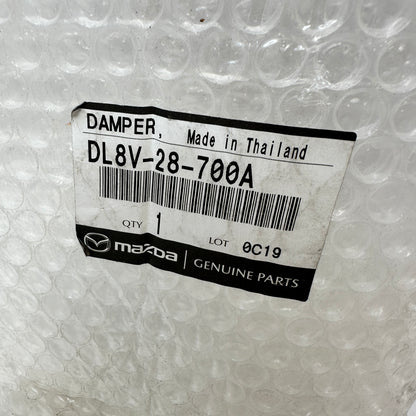 DAMPER, Made in Thailand
DL8V-28-700A
QTY 1 LOT 0C19
mazda GENUINE PARTS